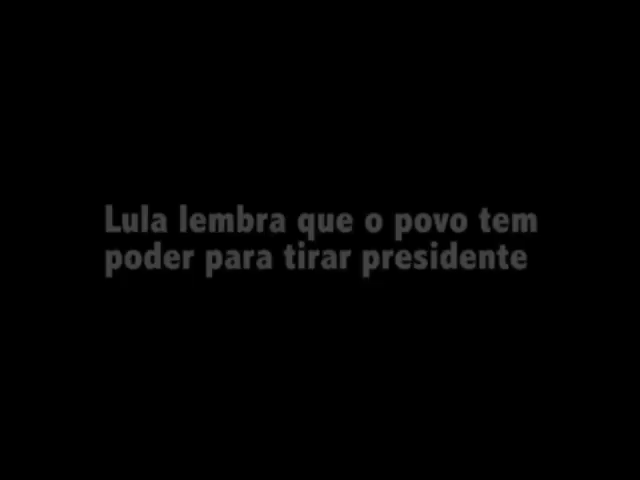 Lula lembra que o povo tem
poder para tirar presidente